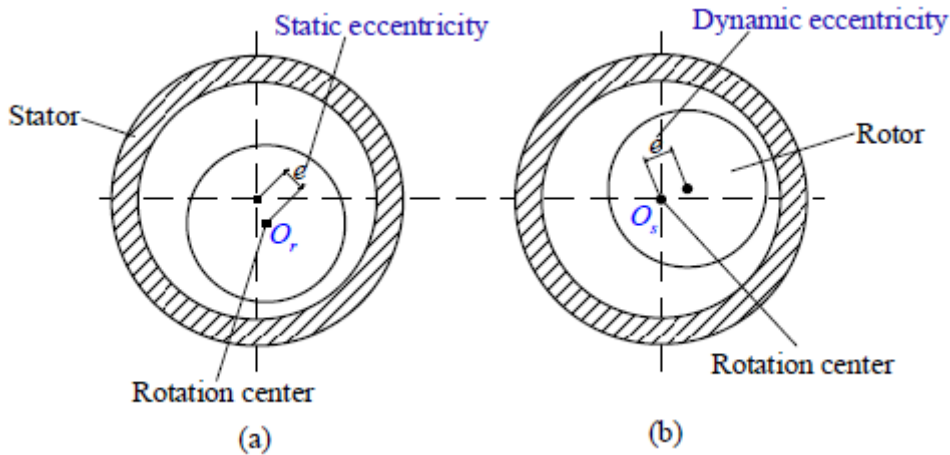 Static eccentricity
Stator
e
O_r
Rotation center
(a)
Dynamic eccentricity
Rotor
e
O_s
Rotation center
(b)